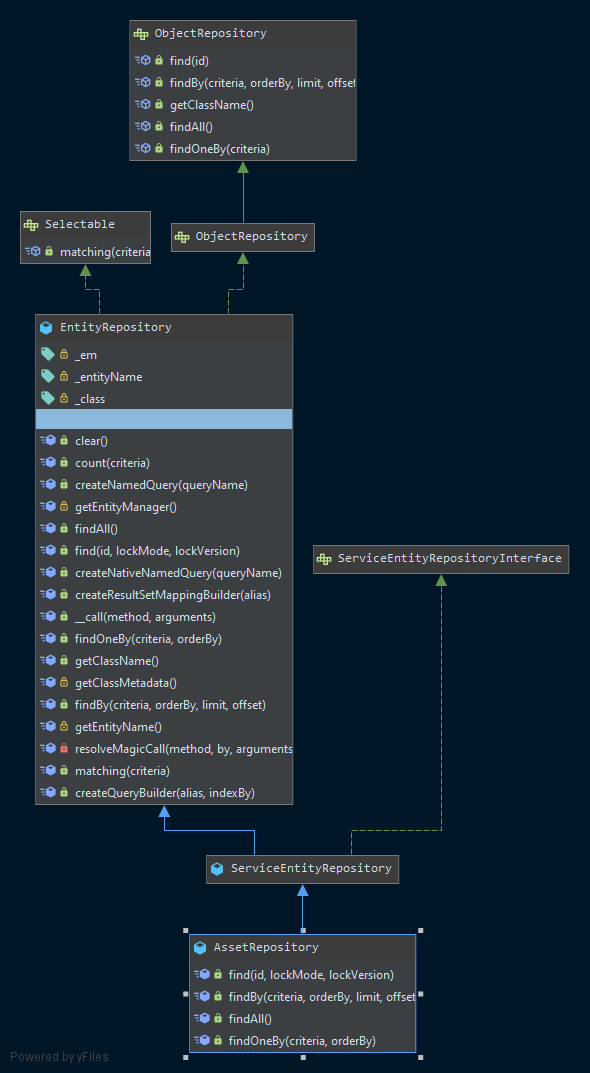 ObjectRepository
find(id)
findBy(criteria, orderBy, limit, offset
getClassName()
findAll()
findOneBy(criteria)
Selectable
matching(criteria
ObjectRepository
EntityRepository
_em
_entityName
_class
clear()
count(criteria)
createNamedQuery(queryName)
getEntityManager()
findAll()
find(id, lockMode, lockVersion)
createNativeNamedQuery(queryName)
createResultSetMappingBuilder(alias)
__call(method, arguments)
findOneBy(criteria, orderBy)
getClassName()
getClassMetadata()
findBy(criteria, orderBy, limit, offset)
getEntityName()
resolveMagicCall(method, by, arguments
matching(criteria)
createQueryBuilder(alias, indexBy)
ServiceEntityRepositoryInterface
ServiceEntityRepository
AssetRepository
find(id, lockMode, lockVersion)
findBy(criteria, orderBy, limit, offset
findAll()
findOneBy(criteria, orderBy)
Powered by yFiles